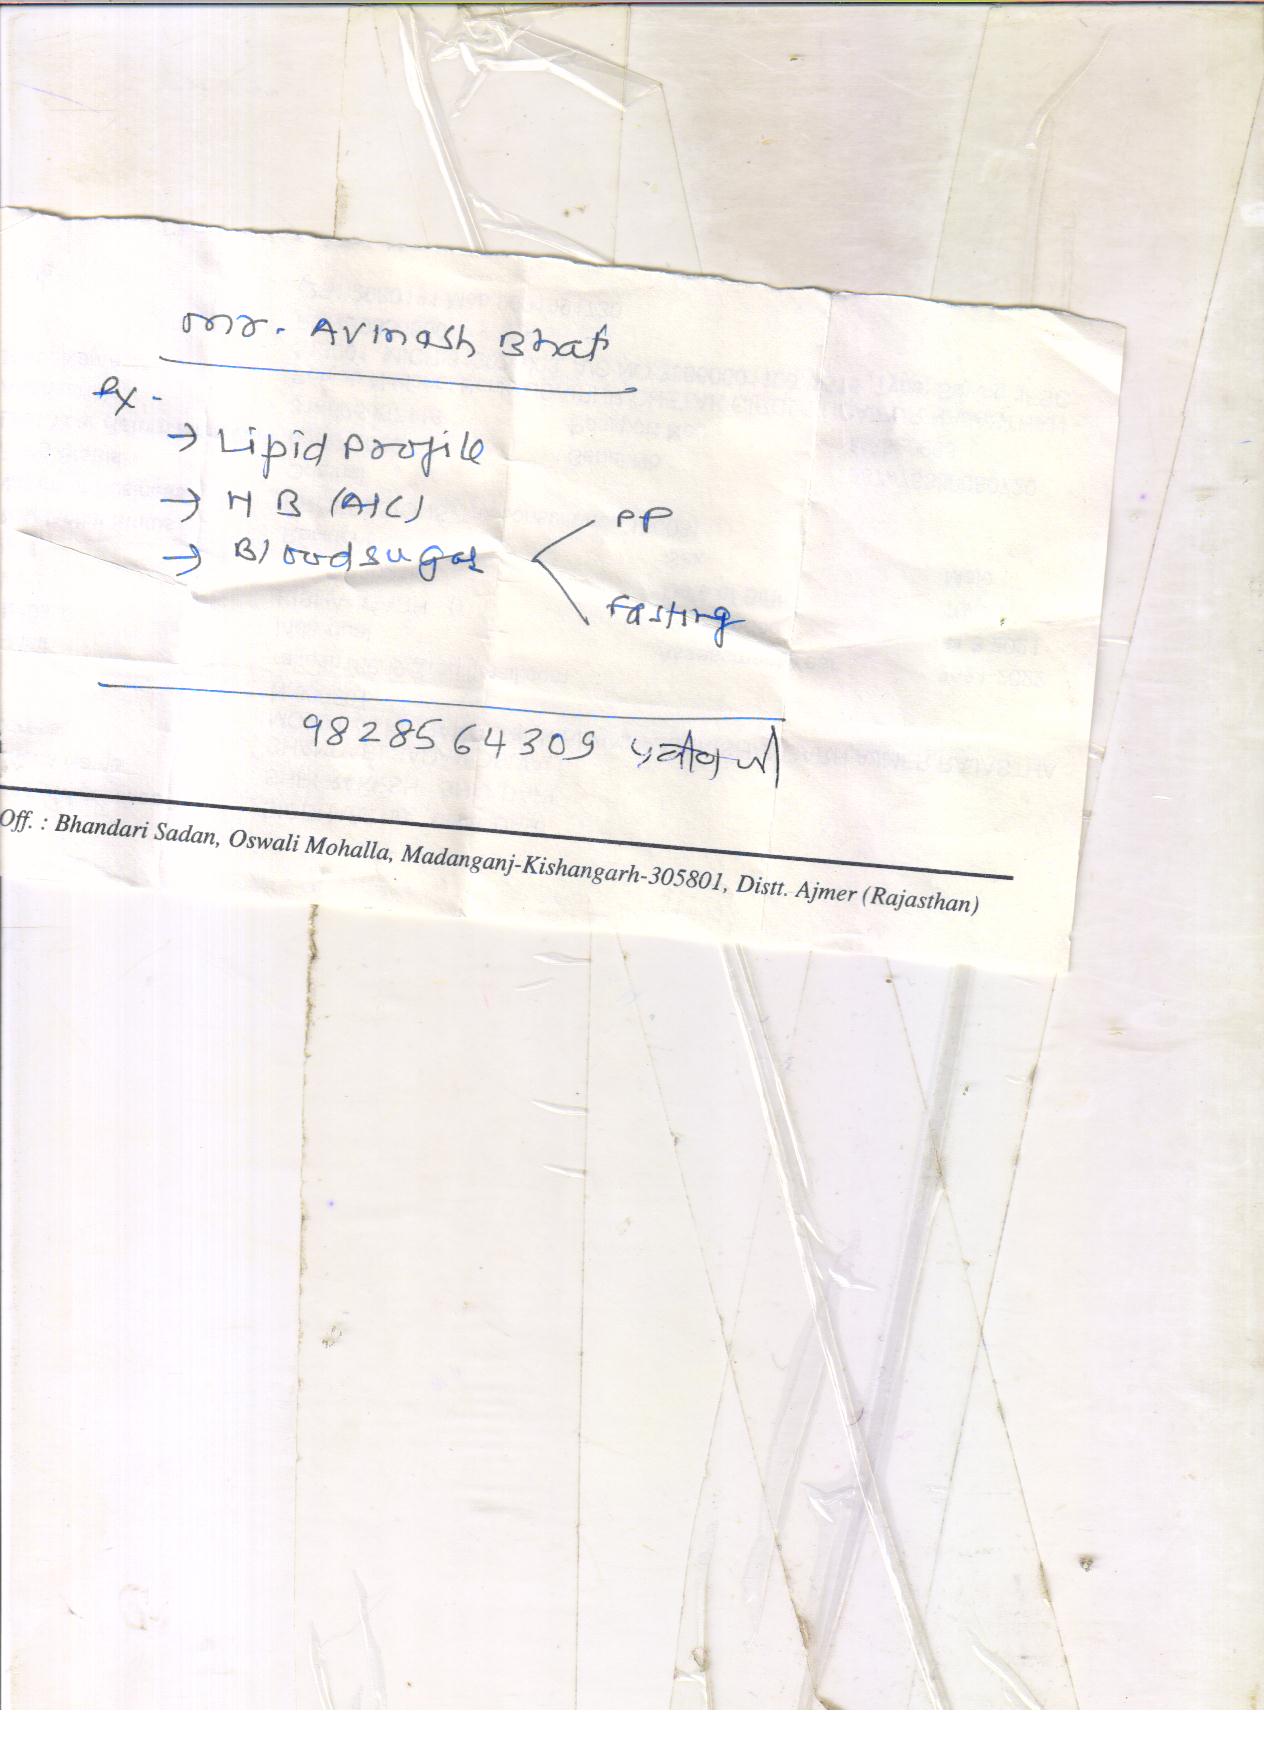 Mr. Avinash Bhat
Rx.
→ Lipid Profile
→ HB (A1C)
→ Blood sugar < PP
Fasting
9828564309
Off. : Bhandari Sadan, Oswali Mohalla, Madanganj-Kishangarh-305801, Distt. Ajmer (Rajasthan)